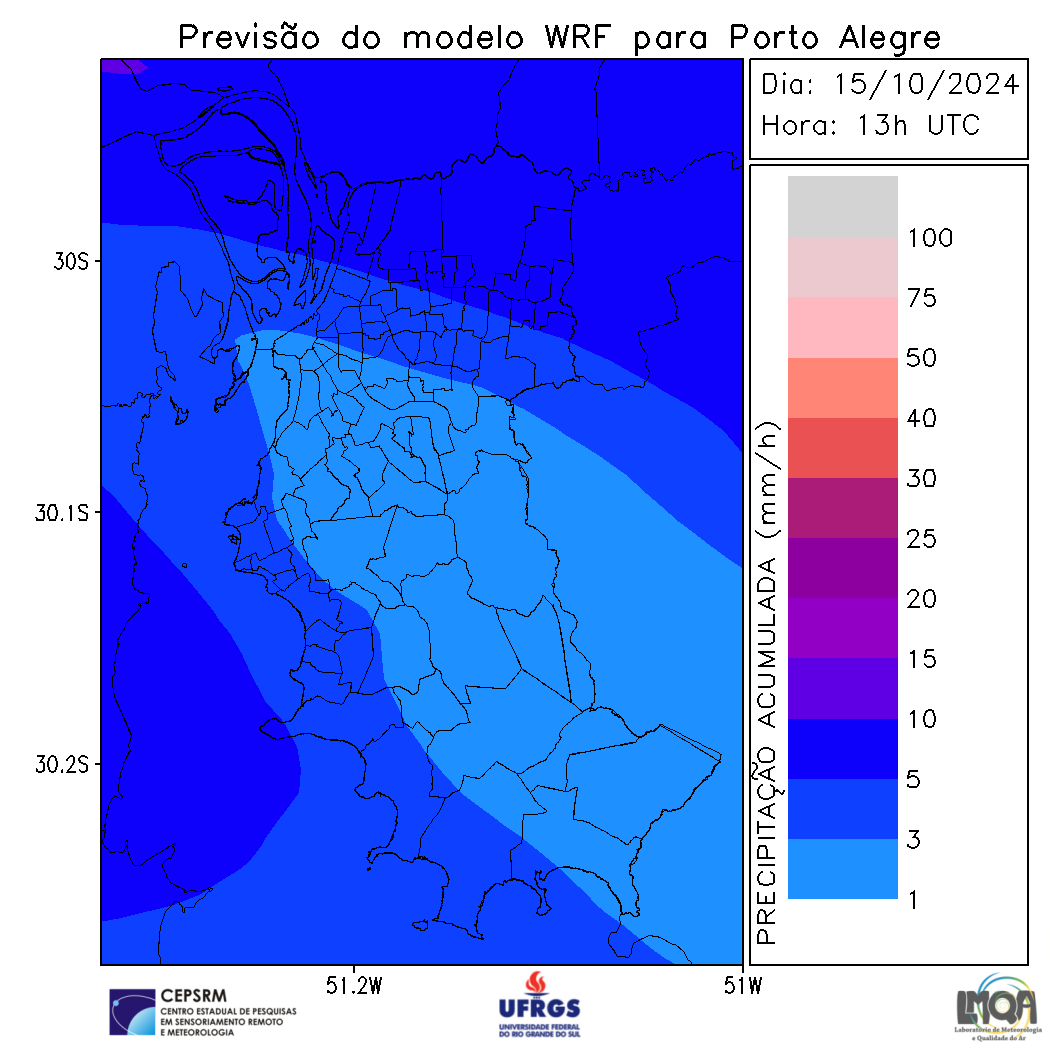 Previsão do modelo WRF para Porto Alegre
Dia: 15/10/2024
Hora: 13h UTC
30S
30.1S
30.2S
51.2W
51W
PRECIPITAÇÃO ACUMULADA (mm/h)
100
75
50
40
30
25
20
15
10
5
3
1
CEPSRM
CENTRO ESTADUAL DE PESQUISAS
EM SENSORIAMENTO REMOTO
E METEOROLOGIA
UFRGS
UNIVERSIDADE FEDERAL
DO RIO GRANDE DO SUL
LMQA
Laboratório de Meteorologia
e Qualidade do Ar